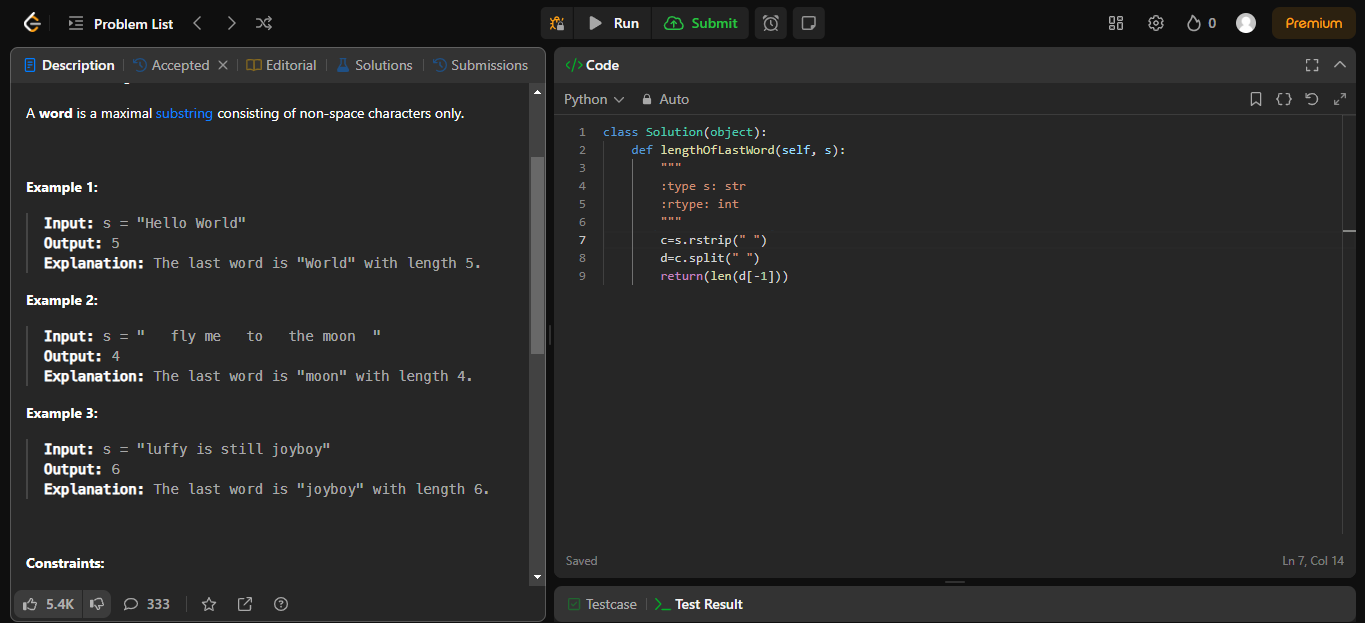 Problem List
Run
Submit
0
Premium
Description
Accepted
Editorial
Solutions
Submissions
A word is a maximal substring consisting of non-space characters only.
Example 1:
Input: s = "Hello World"
Output: 5
Explanation: The last word is "World" with length 5.
Example 2:
Input: s = "   fly me   to   the moon  "
Output: 4
Explanation: The last word is "moon" with length 4.
Example 3:
Input: s = "luffy is still joyboy"
Output: 6
Explanation: The last word is "joyboy" with length 6.
Constraints:
5.4K
333
</> Code
Python
Auto
1 class Solution(object):
2     def lengthOfLastWord(self, s):
3         """
4         :type s: str
5         :rtype: int
6         """
7         c=s.rstrip(" ")
8         d=c.split(" ")
9         return(len(d[-1]))
Saved
Ln 7, Col 14
Testcase
Test Result